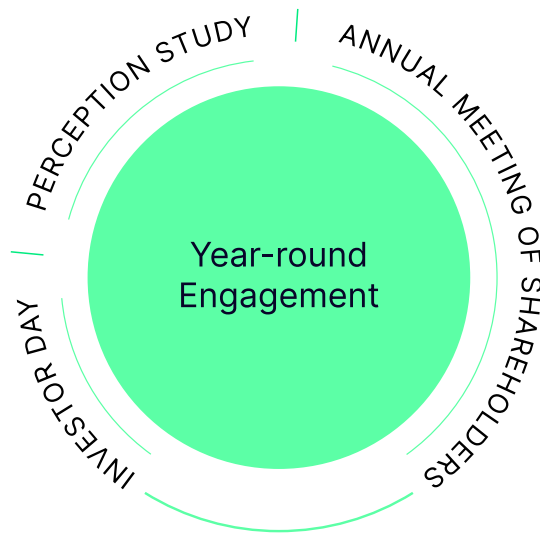 PERCEPTION STUDY
ANNUAL MEETING OF SHAREHOLDERS
Year-round
Engagement
INVESTOR DAY